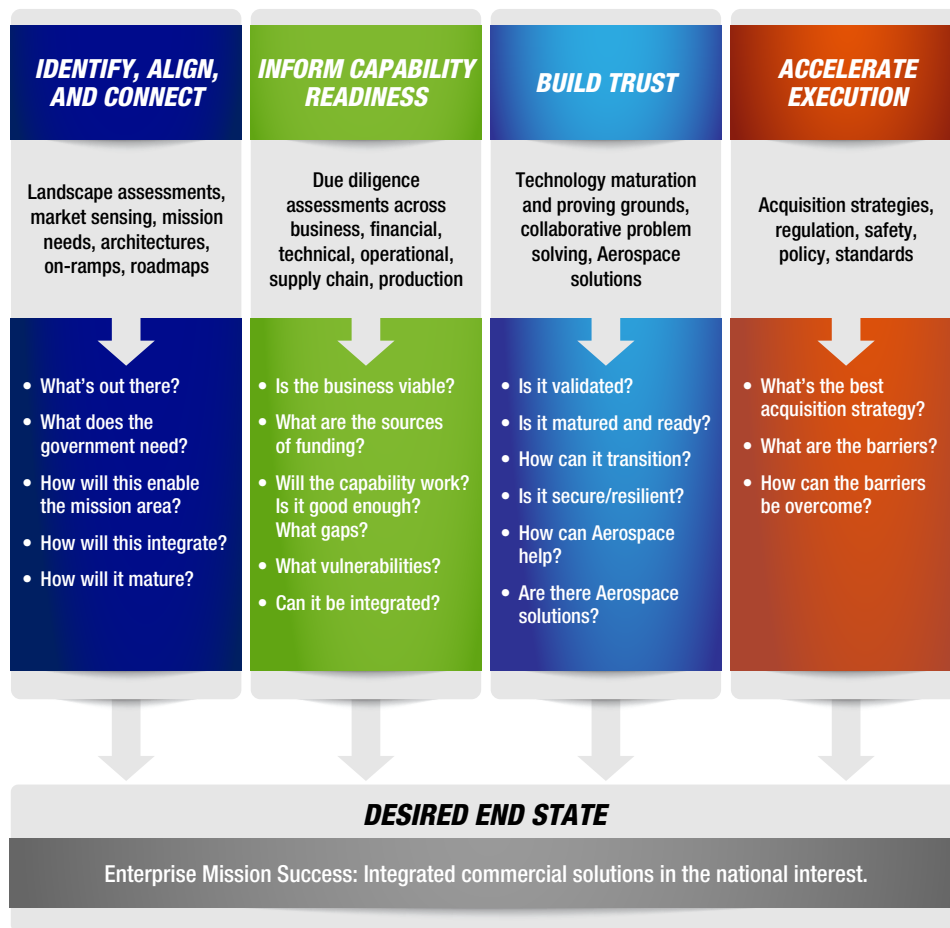 IDENTIFY, ALIGN,
AND CONNECT
Landscape assessments,
market sensing, mission
needs, architectures,
on-ramps, roadmaps
• What’s out there?
• What does the
government need?
• How will this enable
the mission area?
• How will this integrate?
• How will it mature?
INFORM CAPABILITY
READINESS
Due diligence
assessments across
business, financial,
technical, operational,
supply chain, production
• Is the business viable?
• What are the sources
of funding?
• Will the capability work?
Is it good enough?
What gaps?
• What vulnerabilities?
• Can it be integrated?
BUILD TRUST
Technology maturation
and proving grounds,
collaborative problem
solving, Aerospace
solutions
• Is it validated?
• Is it matured and ready?
• How can it transition?
• Is it secure/resilient?
• How can Aerospace
help?
• Are there Aerospace
solutions?
ACCELERATE
EXECUTION
Acquisition strategies,
regulation, safety,
policy, standards
• What’s the best
acquisition strategy?
• What are the barriers?
• How can the barriers
be overcome?
DESIRED END STATE
Enterprise Mission Success: Integrated commercial solutions in the national interest.